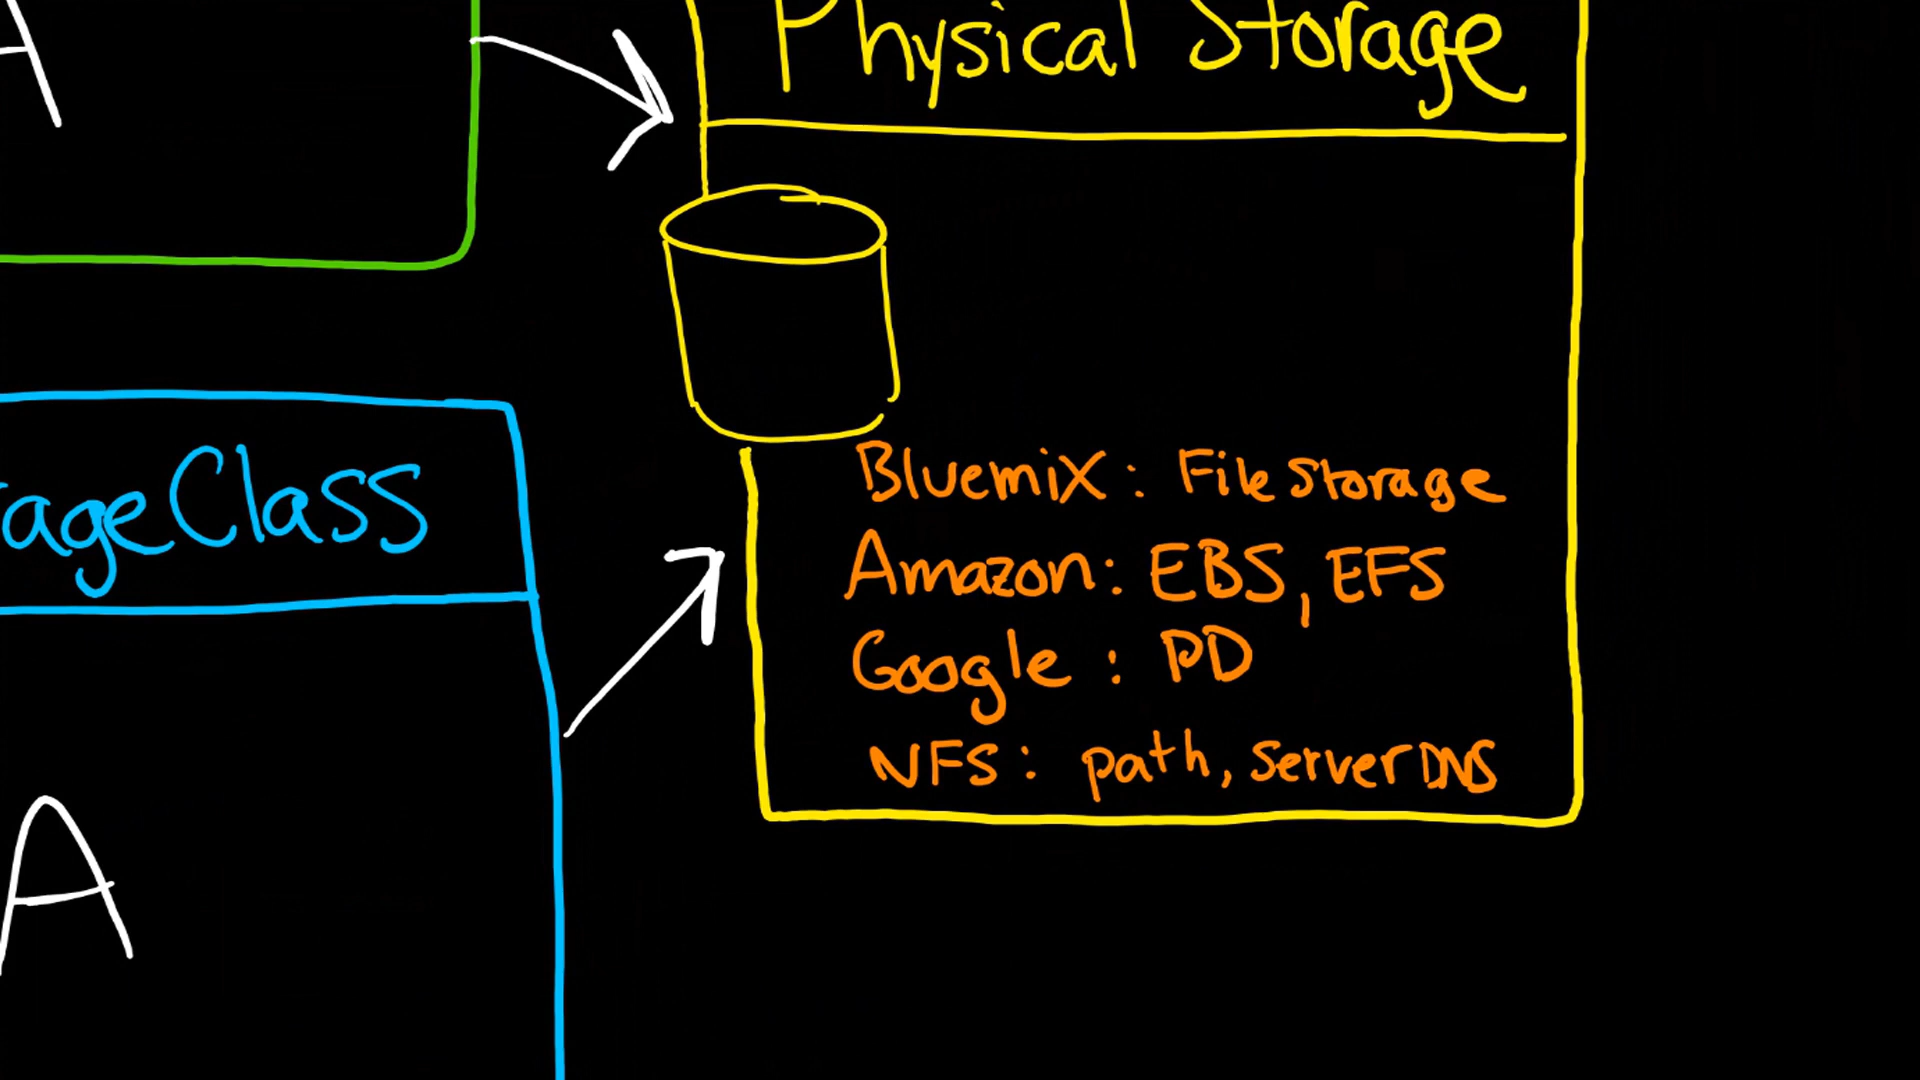 A
Physical Storage
ageClass
Bluemix: File Storage
Amazon: EBS, EFS
Google: PD
NFS: path, server DNS
A